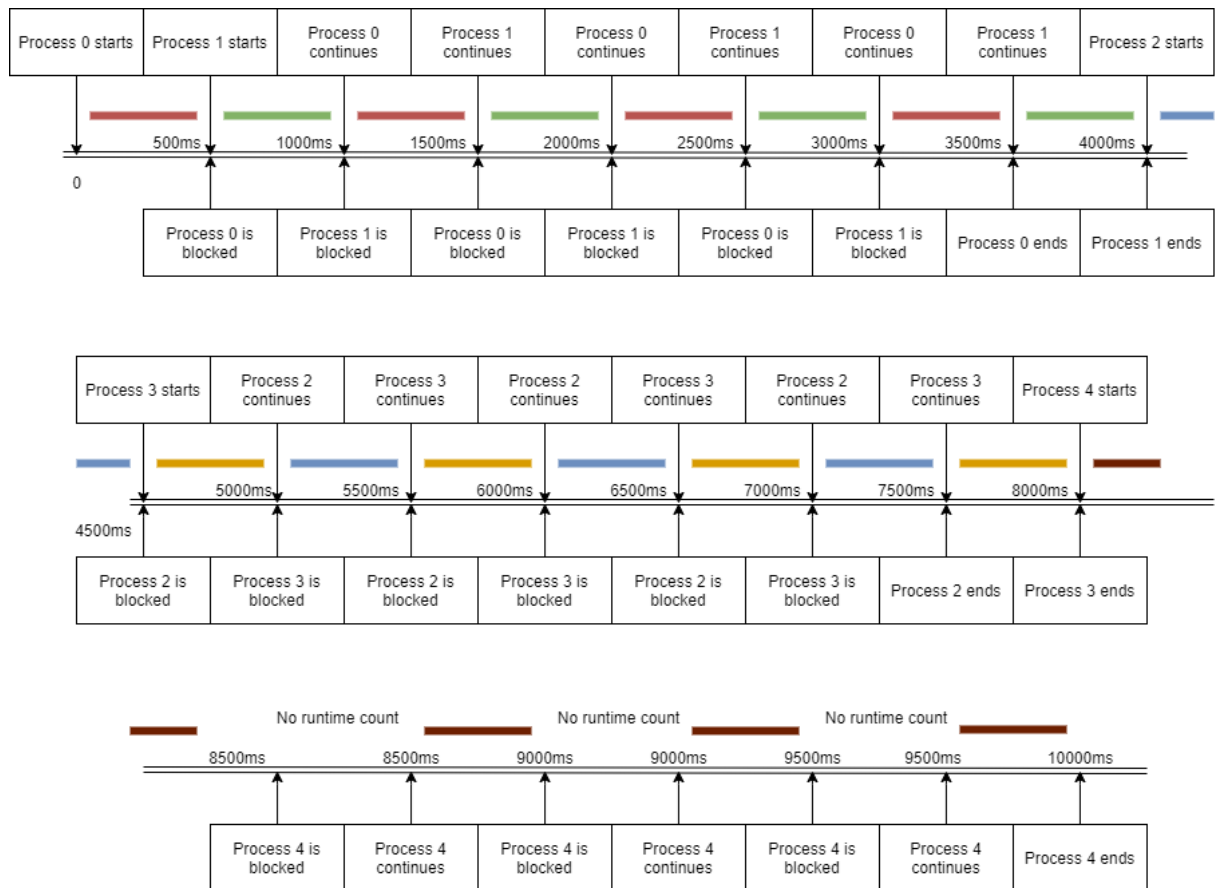 Process 0 starts
Process 1 starts
Process 0
continues
Process 1
continues
Process 0
continues
Process 1
continues
Process 0
continues
Process 1
continues
Process 2 starts
500ms
1000ms
1500ms
2000ms
2500ms
3000ms
3500ms
4000ms
0
Process 0 is
blocked
Process 1 is
blocked
Process 0 is
blocked
Process 1 is
blocked
Process 0 is
blocked
Process 1 is
blocked
Process 0 ends
Process 1 ends
Process 3 starts
Process 2
continues
Process 3
continues
Process 2
continues
Process 3
continues
Process 2
continues
Process 3
continues
Process 4 starts
5000ms
5500ms
6000ms
6500ms
7000ms
7500ms
8000ms
4500ms
Process 2 is
blocked
Process 3 is
blocked
Process 2 is
blocked
Process 3 is
blocked
Process 2 is
blocked
Process 3 is
blocked
Process 2 ends
Process 3 ends
No runtime count
No runtime count
No runtime count
8500ms
8500ms
9000ms
9000ms
9500ms
9500ms
10000ms
Process 4 is
blocked
Process 4
continues
Process 4 is
blocked
Process 4
continues
Process 4 is
blocked
Process 4
continues
Process 4 ends